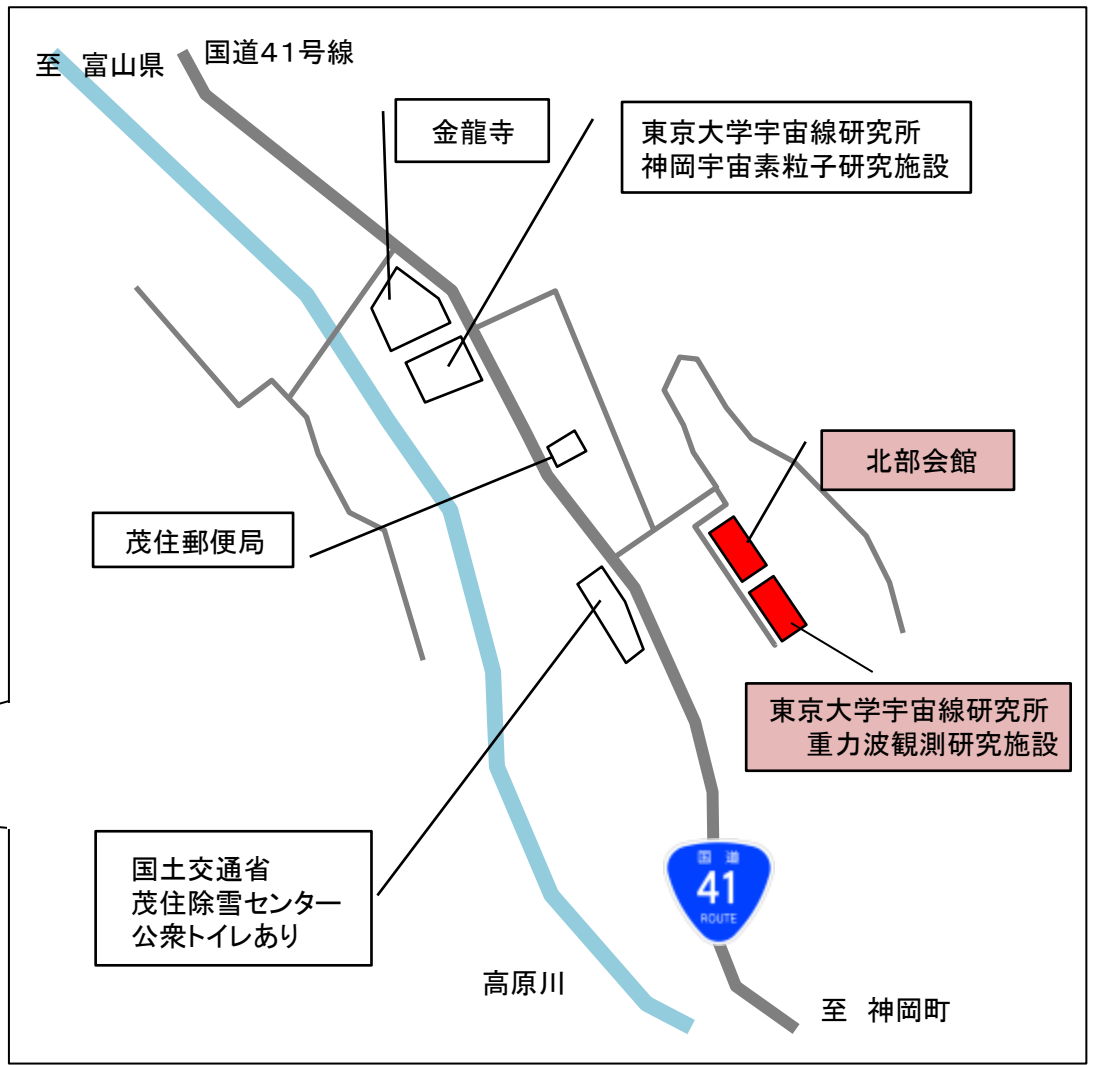 至　富山県
国道４１号線
金龍寺
東京大学宇宙線研究所
神岡宇宙素粒子研究施設
北部会館
茂住郵便局
東京大学宇宙線研究所
重力波観測研究施設
国土交通省
茂住除雪センター
公衆トイレあり
国道
41
ROUTE
高原川
至　神岡町